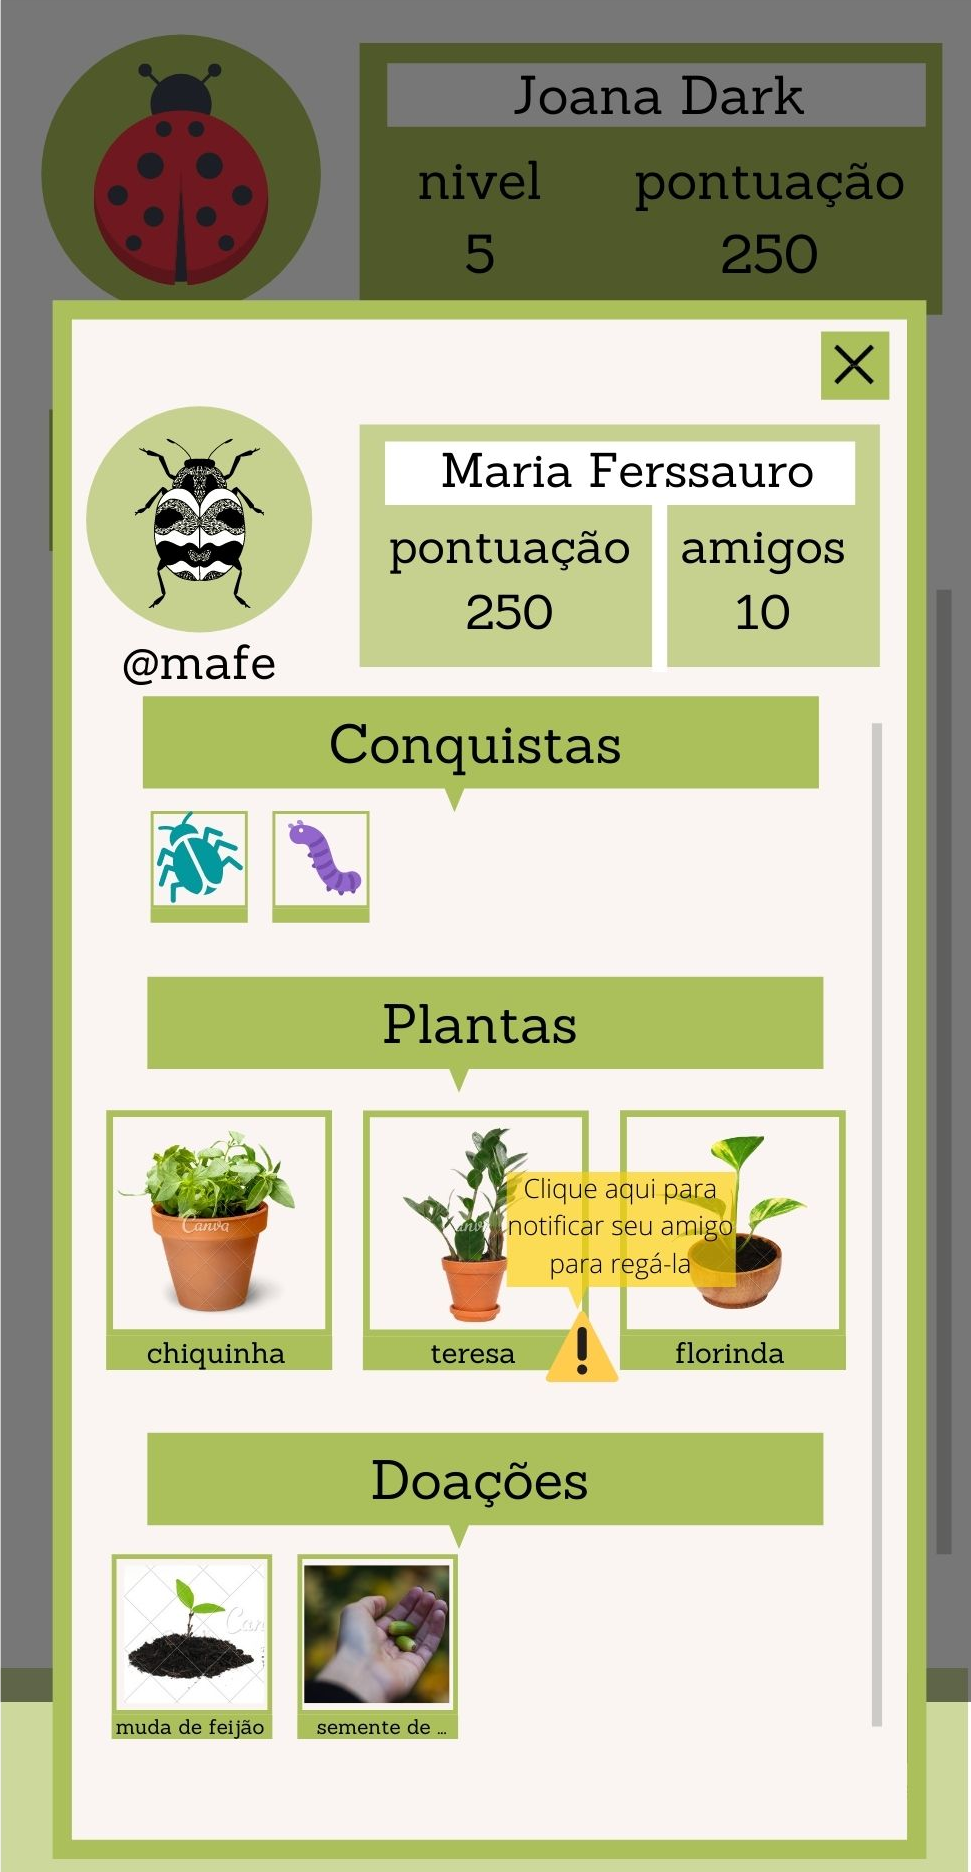 Joana Dark
nivel pontuação
5 250
Maria Ferssauro
pontuação amigos
250 10
@mafe
Conquistas
Plantas
Canva
Clique aqui para
notificar seu amigo
para regá-la
chiquinha teresa florinda
Doações
muda de feijão semente de ...